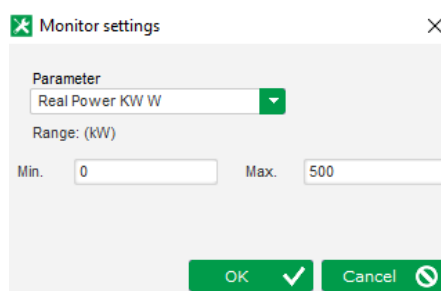 Monitor settings
Parameter
Real Power KW W
Range: (kW)
Min. 0 Max. 500
OK Cancel